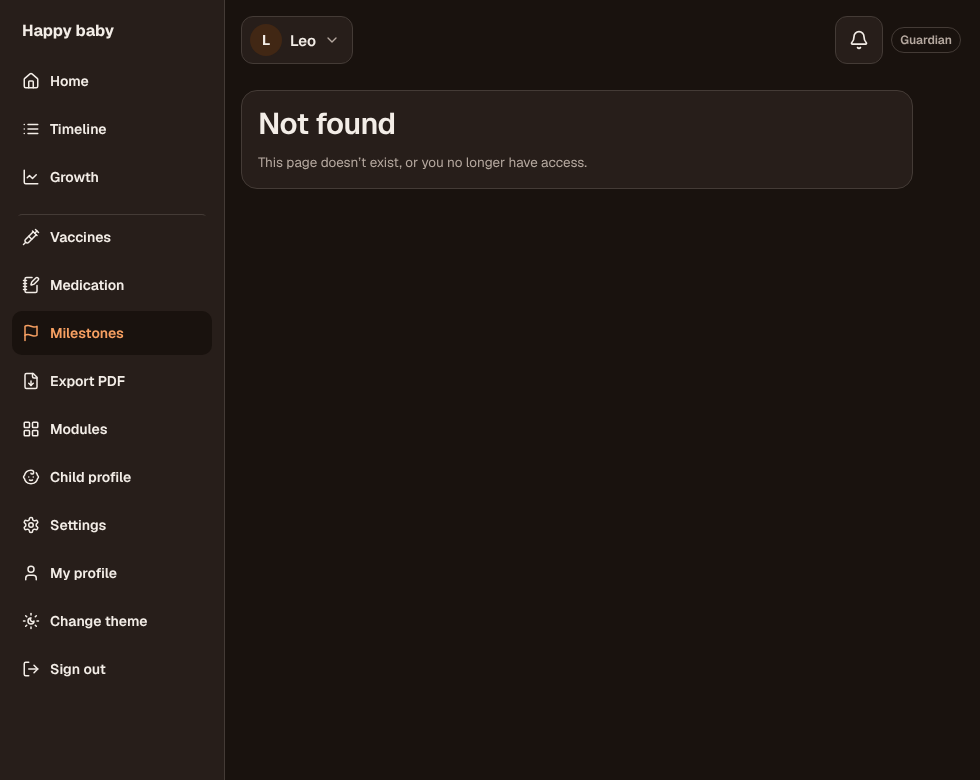 Happy baby
Home
Timeline
Growth
Vaccines
Medication
Milestones
Export PDF
Modules
Child profile
Settings
My profile
Change theme
Sign out
L Leo
Guardian
Not found
This page doesn't exist, or you no longer have access.